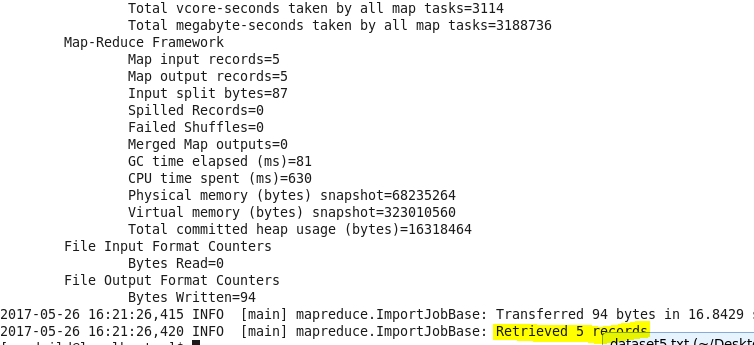 Total vcore-seconds taken by all map tasks=3114
Total megabyte-seconds taken by all map tasks=3188736
Map-Reduce Framework
Map input records=5
Map output records=5
Input split bytes=87
Spilled Records=0
Failed Shuffles=0
Merged Map outputs=0
GC time elapsed (ms)=81
CPU time spent (ms)=630
Physical memory (bytes) snapshot=68235264
Virtual memory (bytes) snapshot=323010560
Total committed heap usage (bytes)=16318464
File Input Format Counters
Bytes Read=0
File Output Format Counters
Bytes Written=94
2017-05-26 16:21:26,415 INFO [main] mapreduce.ImportJobBase: Transferred 94 bytes in 16.8429 s
2017-05-26 16:21:26,420 INFO [main] mapreduce.ImportJobBase: Retrieved 5 records
dataset5.txt (~/Deskt